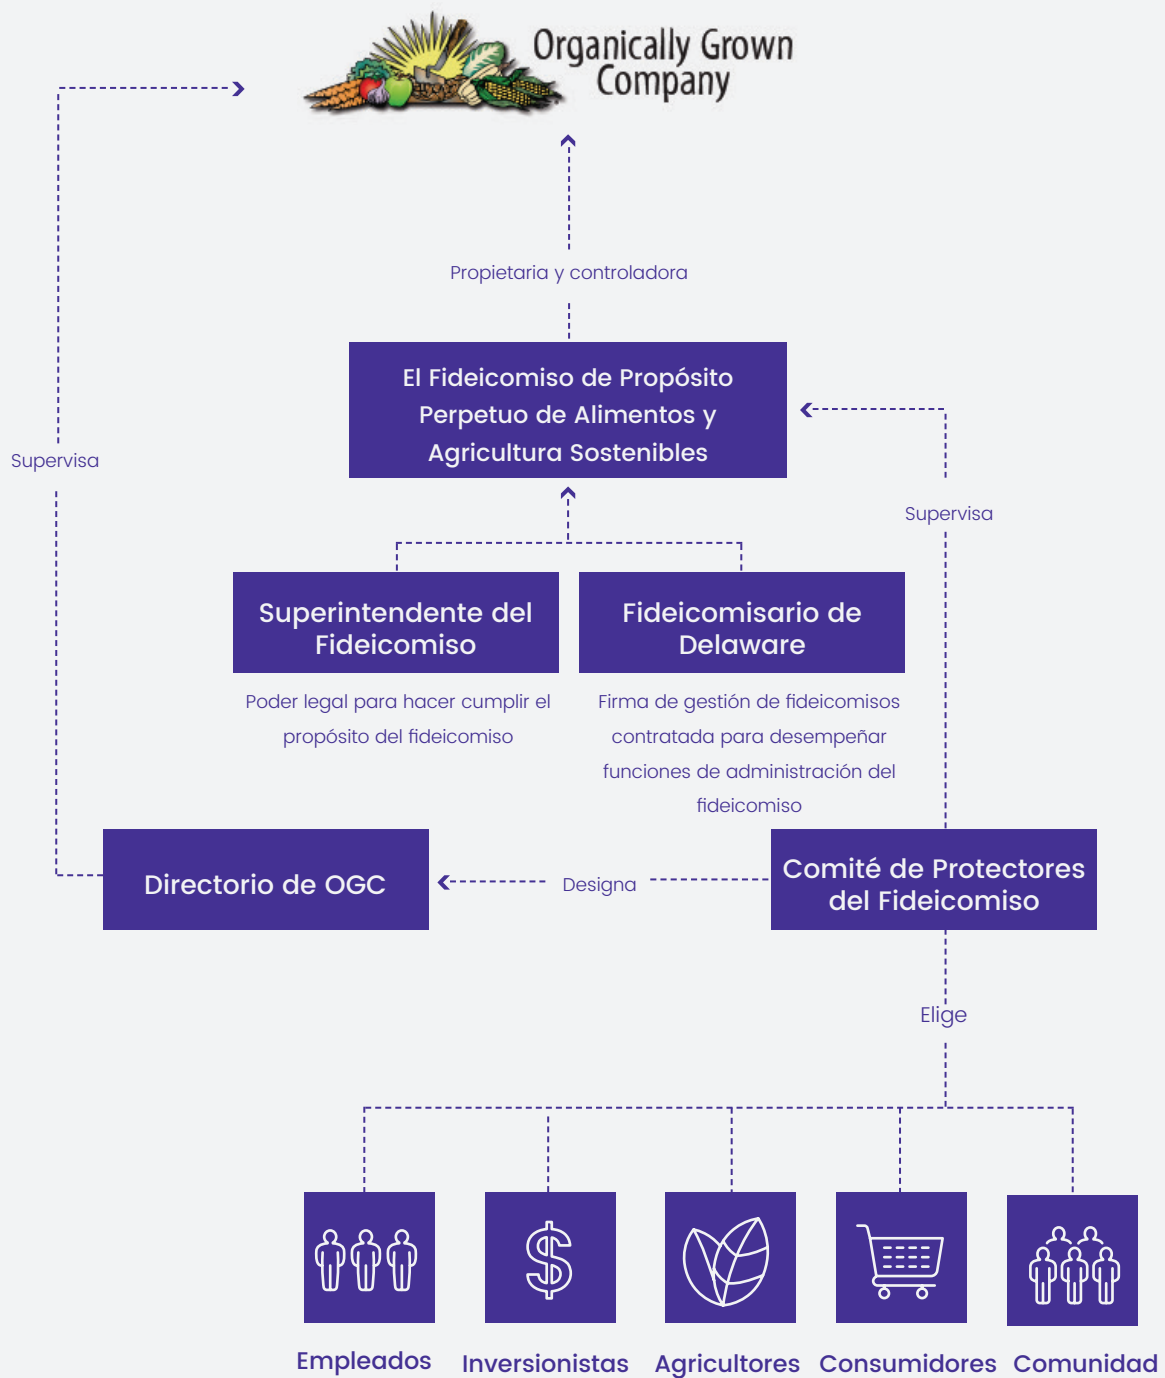 Organically Grown
Company
Propietaria y controladora
El Fideicomiso de Propósito
Perpetuo de Alimentos y
Agricultura Sostenibles
Supervisa
Supervisa
Superintendente del
Fideicomiso
Poder legal para hacer cumplir el
propósito del fideicomiso
Fideicomisario de
Delaware
Firma de gestión de fideicomisos
contratada para desempeñar
funciones de administración del
fideicomiso
Directorio de OGC
Designa
Comité de Protectores
del Fideicomiso
Elige
Empleados
Inversionistas
Agricultores
Consumidores
Comunidad